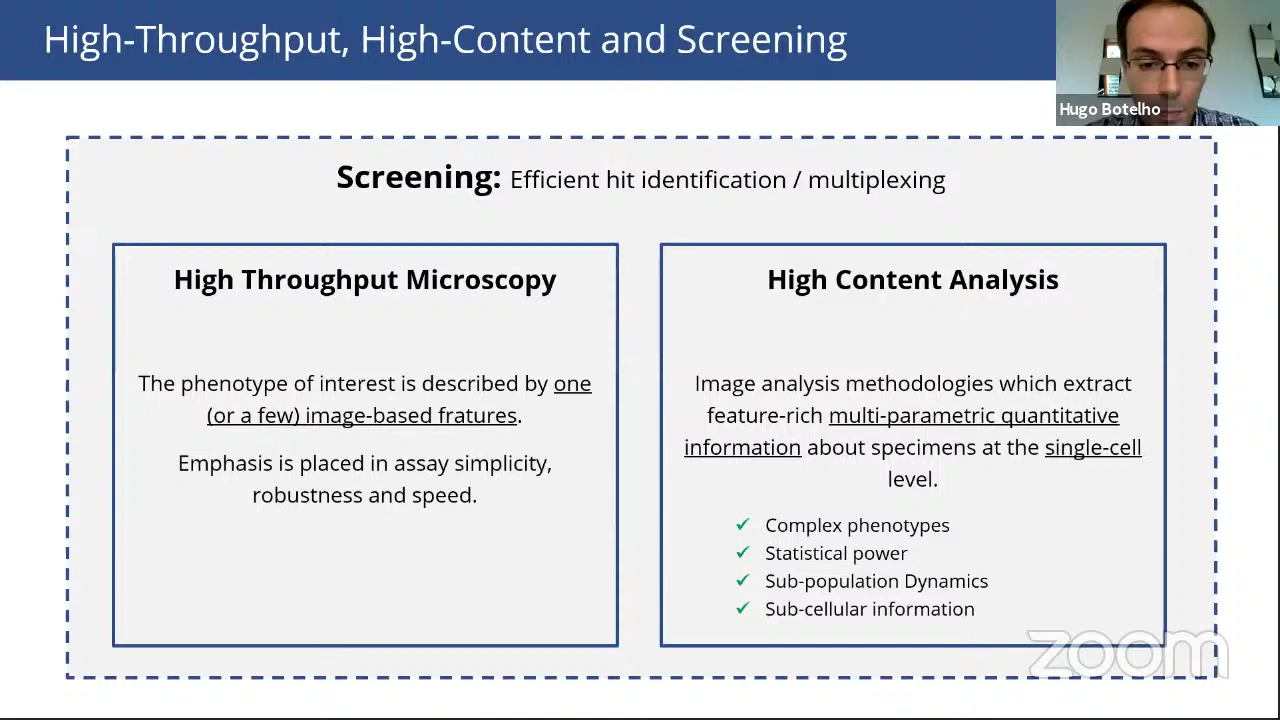 High-Throughput, High-Content and Screening
Hugo Botelho
Screening: Efficient hit identification / multiplexing
High Throughput Microscopy
The phenotype of interest is described by one
(or a few) image-based fratures.
Emphasis is placed in assay simplicity,
robustness and speed.
High Content Analysis
Image analysis methodologies which extract
feature-rich multi-parametric quantitative
information about specimens at the single-cell
level.
✓ Complex phenotypes
✓ Statistical power
✓ Sub-population Dynamics
✓ Sub-cellular information
zoom